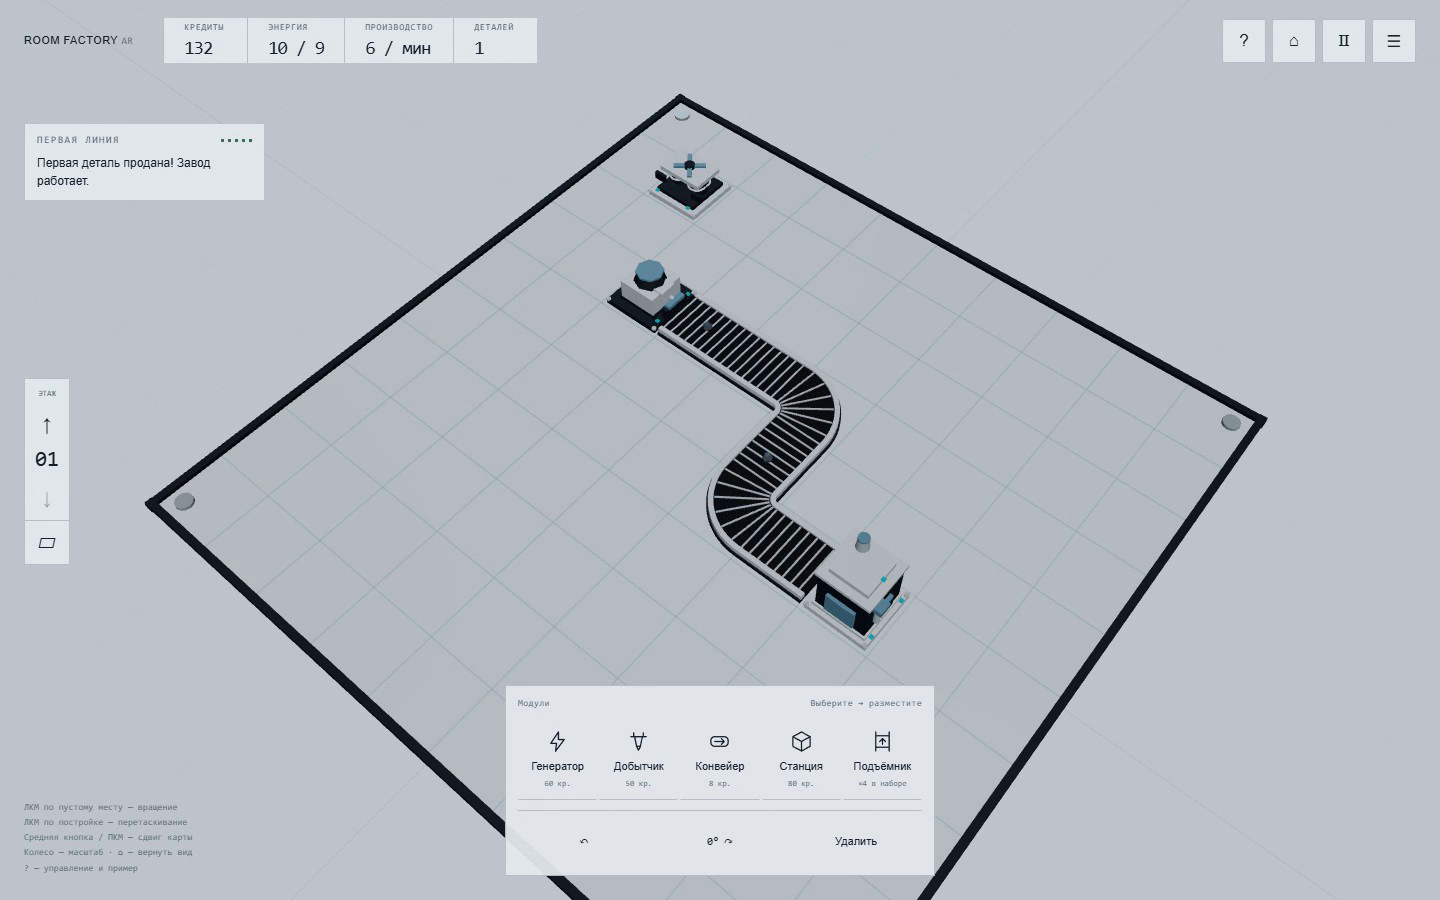 ROOM FACTORY AR
КРЕДИТЫ
132
ЭНЕРГИЯ
10 / 9
ПРОИЗВОДСТВО
6 / мин
ДЕТАЛЕЙ
1
?
ПЕРВАЯ ЛИНИЯ
Первая деталь продана! Завод
работает.
ЭТАЖ
↑
01
↓
Модули
Выберите → разместите
Генератор
60 кр.
Добытчик
50 кр.
Конвейер
8 кр.
Станция
80 кр.
Подъёмник
×4 в наборе
↶
0° ↷
Удалить
ЛКМ по пустому месту — вращение
ЛКМ по постройке — перетаскивание
Средняя кнопка / ПКМ — сдвиг карты
Колесо — масштаб · ⌂ — вернуть вид
? — управление и пример